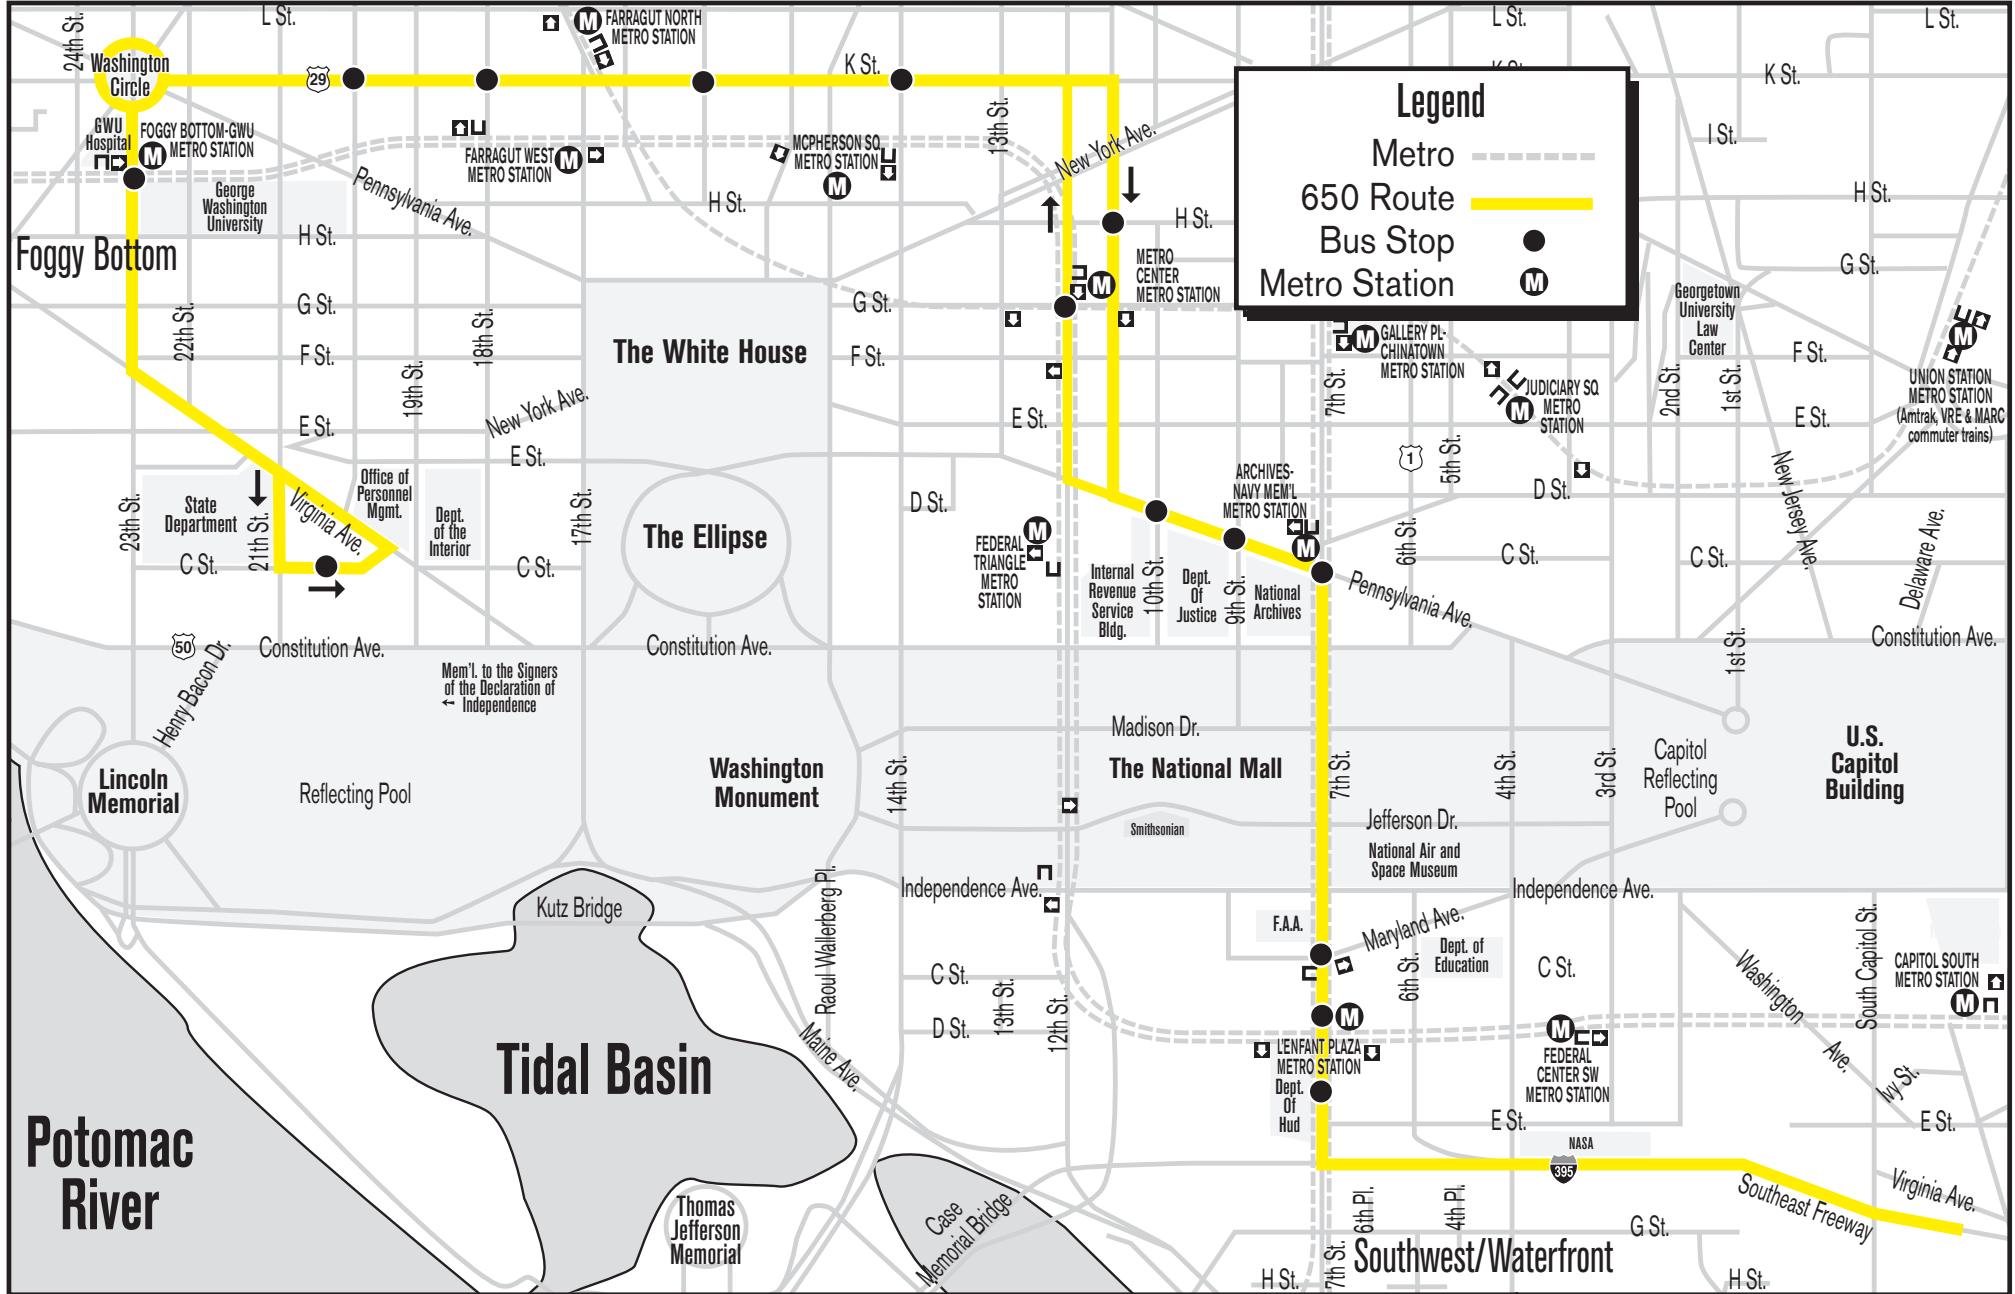 24th St.
L St.
FARRAGUT NORTH
METRO STATION
L St.
L St.
Washington
Circle
29
K St.
K St.
GWU
Hospital
FOGGY BOTTOM-GWU
METRO STATION
M
M
FARRAGUT WEST
METRO STATION
M
MCPHERSON SQ.
METRO STATION
M
13th St.
New York Ave.
Legend
Metro
650 Route
Bus Stop
Metro Station
M
I St.
George
Washington
University
Pennsylvania Ave.
H St.
H St.
H St.
H St.
Foggy Bottom
METRO
CENTER
METRO STATION
M
G St.
G St.
G St.
Georgetown
University
Law
Center
22th St.
18th St.
The White House
F St.
F St.
F St.
GALLERY PL-
CHINATOWN
METRO STATION
M
7th St.
JUDICIARY SQ
METRO
STATION
M
2nd St.
1st St.
UNION STATION
METRO STATION
(Amtrak, VRE & MARC
commuter trains)
M
19th St.
New York Ave.
E St.
E St.
E St.
E St.
1
5th St.
D St.
New Jersey Ave.
23th St.
State
Department
21th St.
Virginia Ave.
Office of
Personnel
Mgmt.
Dept.
of the
Interior
17th St.
The Ellipse
D St.
ARCHIVES-
NAVY MEM'L
METRO STATION
M
FEDERAL
TRIANGLE
METRO
STATION
M
Internal
Revenue
Service
Bldg.
10th St.
Dept.
Of
Justice
9th St.
National
Archives
Pennsylvania Ave.
6th St.
C St.
C St.
C St.
C St.
Delaware Ave.
50
Henry Bacon Dr.
Constitution Ave.
Constitution Ave.
Constitution Ave.
1st St.
Mem'l. to the Signers
of the Declaration of
Independence
Lincoln
Memorial
Reflecting Pool
Washington
Monument
14th St.
Madison Dr.
The National Mall
7th St.
4th St.
3rd St.
Capitol
Reflecting
Pool
U.S.
Capitol
Building
Smithsonian
Jefferson Dr.
National Air and
Space Museum
Independence Ave.
Independence Ave.
Kutz Bridge
Raoul Wallerberg Pl.
F.A.A.
Maryland Ave.
Dept. of
Education
6th St.
C St.
C St.
13th St.
12th St.
D St.
Maine Ave.
Washington
Ave.
South Capitol St.
CAPITOL SOUTH
METRO STATION
M
M
L'ENFANT PLAZA
METRO STATION
Dept.
Of
Hud
M
FEDERAL
CENTER SW
METRO STATION
Ivy St.
E St.
E St.
NASA
395
Tidal Basin
Potomac
River
Thomas
Jefferson
Memorial
Case
Memorial Bridge
6th Pl.
4th Pl.
Southeast Freeway
Virginia Ave.
G St.
7th St.
Southwest/Waterfront
H St.
H St.